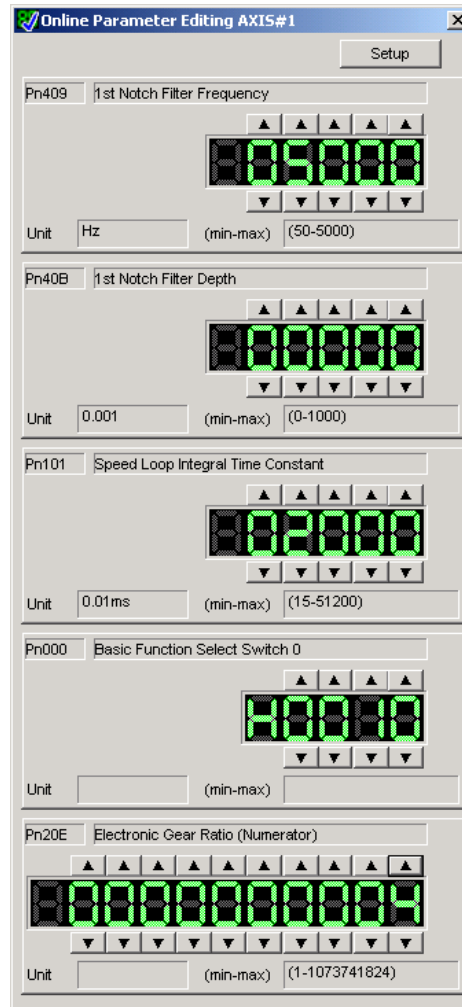 Online Parameter Editing AXIS#1
Setup
Pn409 1st Notch Filter Frequency
05000
Unit Hz (min-max) (50-5000)
Pn40B 1st Notch Filter Depth
00000
Unit 0.001 (min-max) (0-1000)
Pn101 Speed Loop Integral Time Constant
02000
Unit 0.01ms (min-max) (15-51200)
Pn000 Basic Function Select Switch 0
H0010
Unit (min-max)
Pn20E Electronic Gear Ratio (Numerator)
0000000004
Unit (min-max) (1-1073741824)